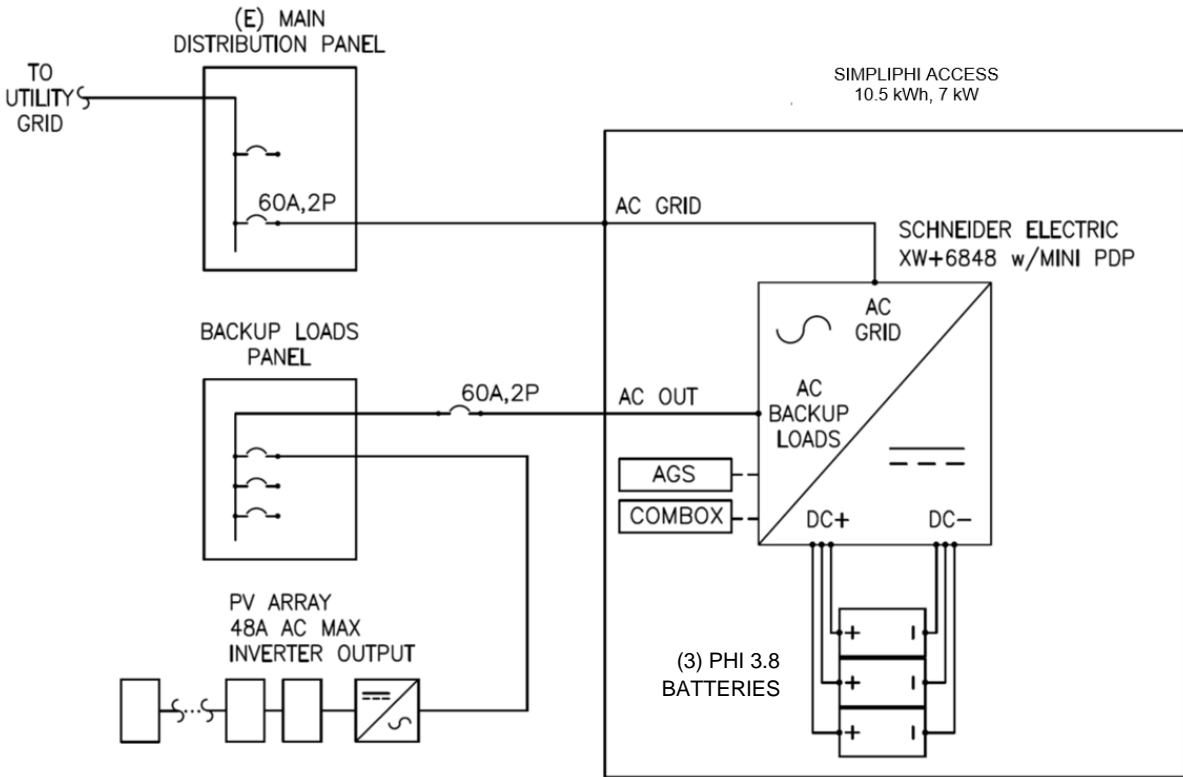 (E) MAIN
DISTRIBUTION PANEL
TO
UTILITY
GRID
60A,2P
SIMPLIPHI ACCESS
10.5 kWh, 7 kW
AC GRID
SCHNEIDER ELECTRIC
XW+6848 w/MINI PDP
AC
GRID
BACKUP LOADS
PANEL
60A,2P
AC OUT
AC
BACKUP
LOADS
AGS
COMBOX
DC+
DC-
PV ARRAY
48A AC MAX
INVERTER OUTPUT
(3) PHI 3.8
BATTERIES